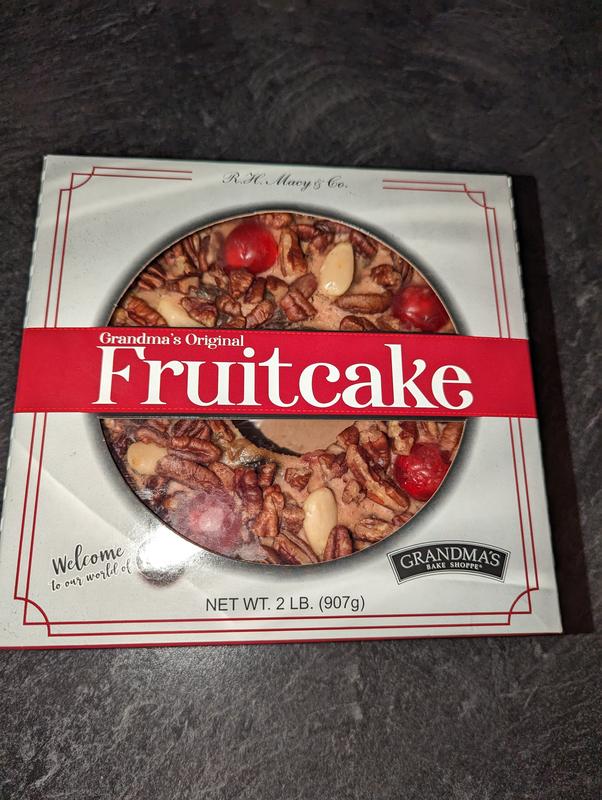 R.H. Macy & Co.
Grandma's Original
Fruitcake
Welcome
to our world of
GRANDMA'S
BAKE SHOPPE®
NET WT. 2 LB. (907g)